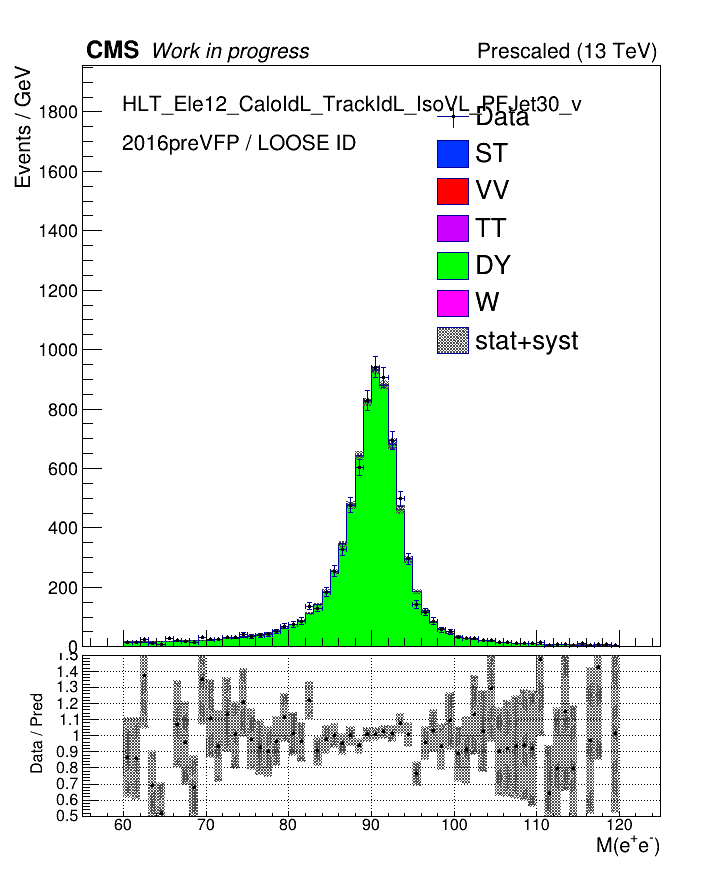 CMS Work in progress Prescaled (13 TeV)
Events / GeV
HLT_Ele12_CaloIdL_TrackIdL_IsoVL_PFJet30_v
2016preVFP / LOOSE ID
Data
ST
VV
TT
DY
W
stat+syst
1800
1600
1400
1200
1000
800
600
400
200
0
Data / Pred
1.5
1.4
1.3
1.2
1.1
1
0.9
0.8
0.7
0.6
0.5
60 70 80 90 100 110 120
M(e⁺e⁻)